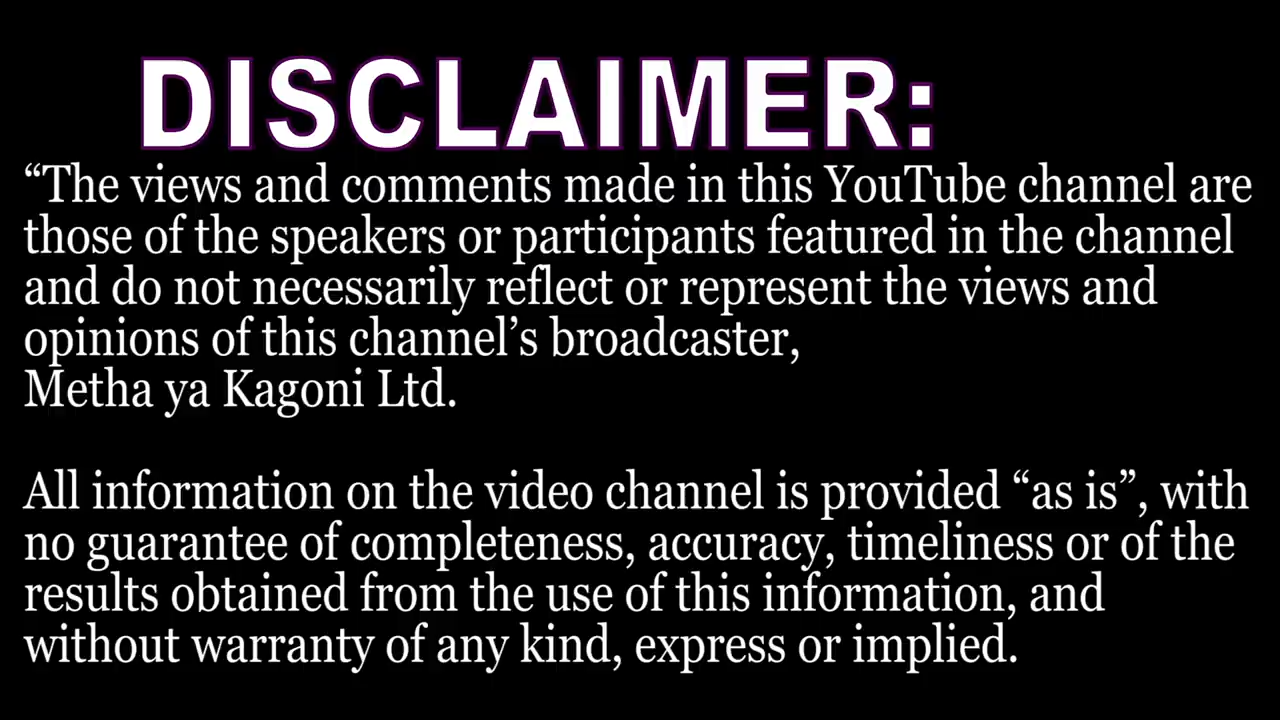 DISCLAIMER:
“The views and comments made in this YouTube channel are
those of the speakers or participants featured in the channel
and do not necessarily reflect or represent the views and
opinions of this channel’s broadcaster,
Metha ya Kagoni Ltd.
All information on the video channel is provided “as is”, with
no guarantee of completeness, accuracy, timeliness or of the
results obtained from the use of this information, and
without warranty of any kind, express or implied.